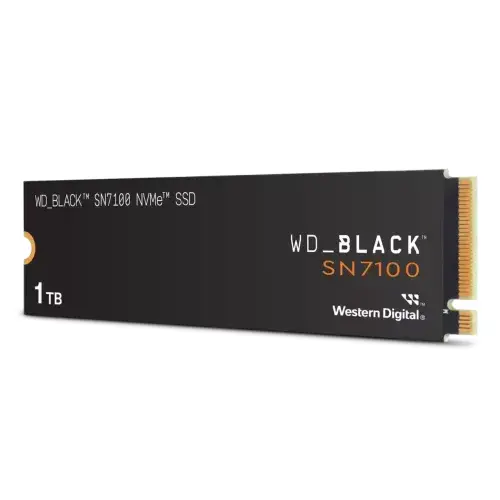 WD_BLACK™ SN7100 NVMe™ SSD
WD_BLACK™
SN7100
1TB
Western Digital®